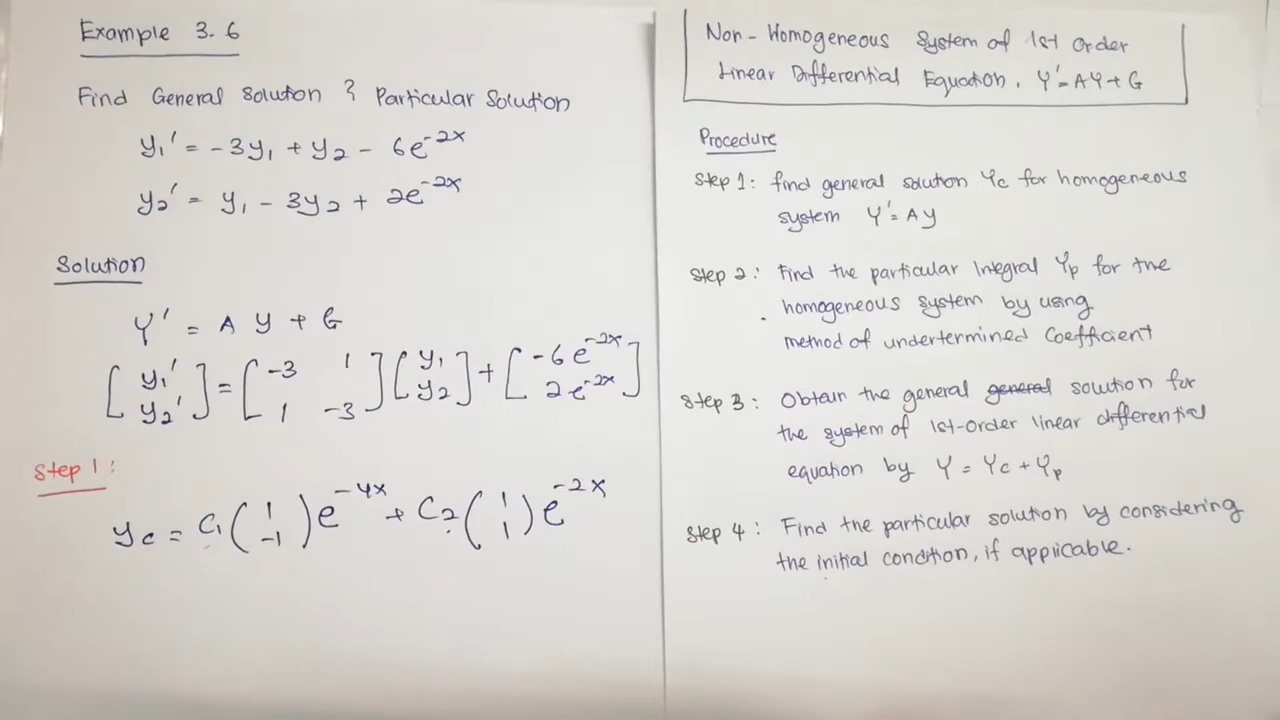 Example 3.6
Find General Solution & Particular Solution
y₁' = -3y₁ + y₂ - 6e^-2x
y₂' = y₁ - 3y₂ + 2e^-2x
Solution
Y' = A Y + G
[y₁' y₂'] = [-3 1 1 -3] [y₁ y₂] + [-6e^-2x 2e^-2x]
Step 1:
yc = C₁(1 -1)e^-4x + C₂(1 1)e^-2x
Non-Homogeneous System of 1st Order
Linear Differential Equation. Y' = AY + G
Procedure
Step 1: find general solution Yc for homogeneous
system Y' = Ay
Step 2: Find the particular Integral Yp for the
homogeneous system by using
method of undertermined coefficient
Step 3: Obtain the general general solution for
the system of 1st-Order linear differential
equation by Y = Yc + Yp
Step 4: Find the particular solution by considering
the initial condition, if applicable.